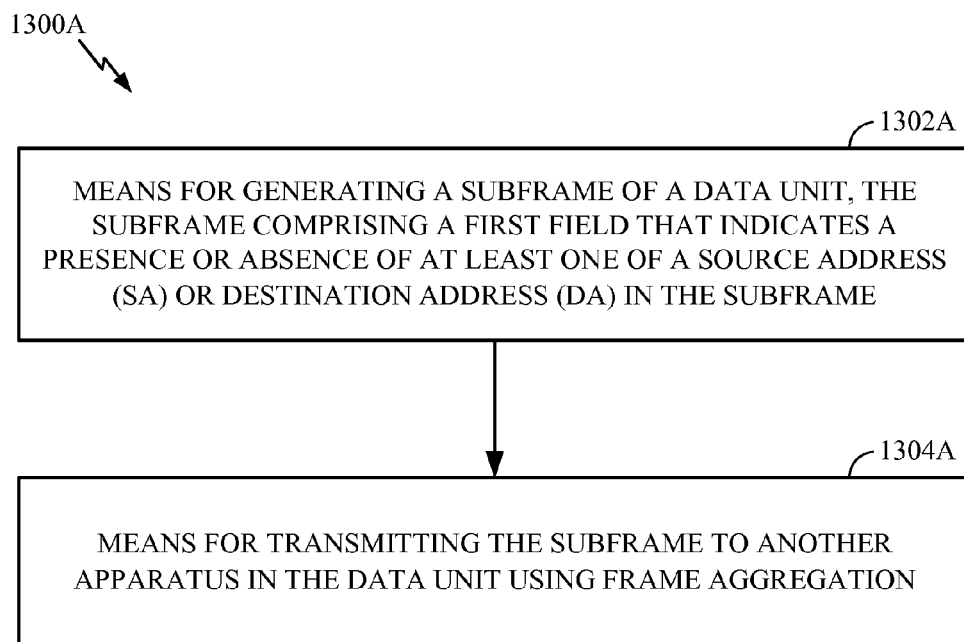 1300A
1302A
MEANS FOR GENERATING A SUBFRAME OF A DATA UNIT, THE
SUBFRAME COMPRISING A FIRST FIELD THAT INDICATES A
PRESENCE OR ABSENCE OF AT LEAST ONE OF A SOURCE ADDRESS
(SA) OR DESTINATION ADDRESS (DA) IN THE SUBFRAME
1304A
MEANS FOR TRANSMITTING THE SUBFRAME TO ANOTHER
APPARATUS IN THE DATA UNIT USING FRAME AGGREGATION